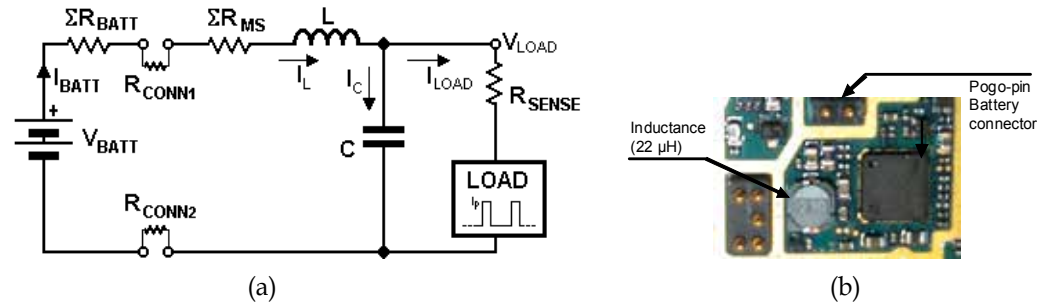 ΣR_BATT
ΣR_MS
L
V_LOAD
I_BATT
R_CONN1
I_L
I_C
I_LOAD
R_SENSE
+
V_BATT
C
LOAD
I_P
R_CONN2
(a)
Pogo-pin
Battery
connector
Inductance
(22 µH)
(b)